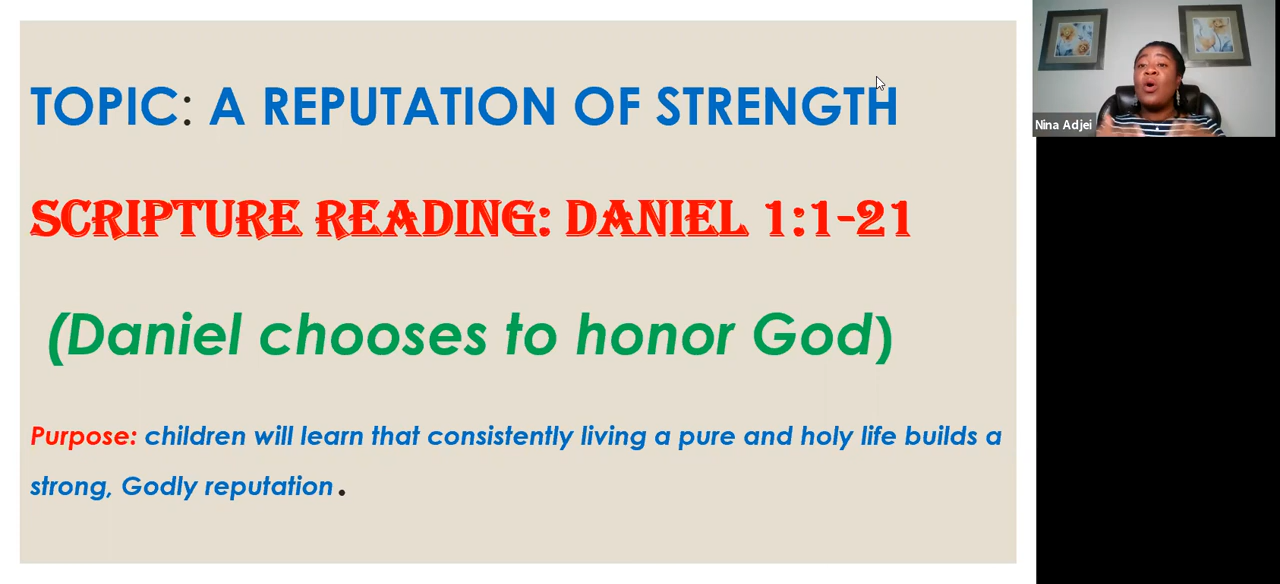 TOPIC: A REPUTATION OF STRENGTH
SCRIPTURE READING: DANIEL 1:1-21
(Daniel chooses to honor God)
Purpose: children will learn that consistently living a pure and holy life builds a
strong, Godly reputation.
Nina Adjei